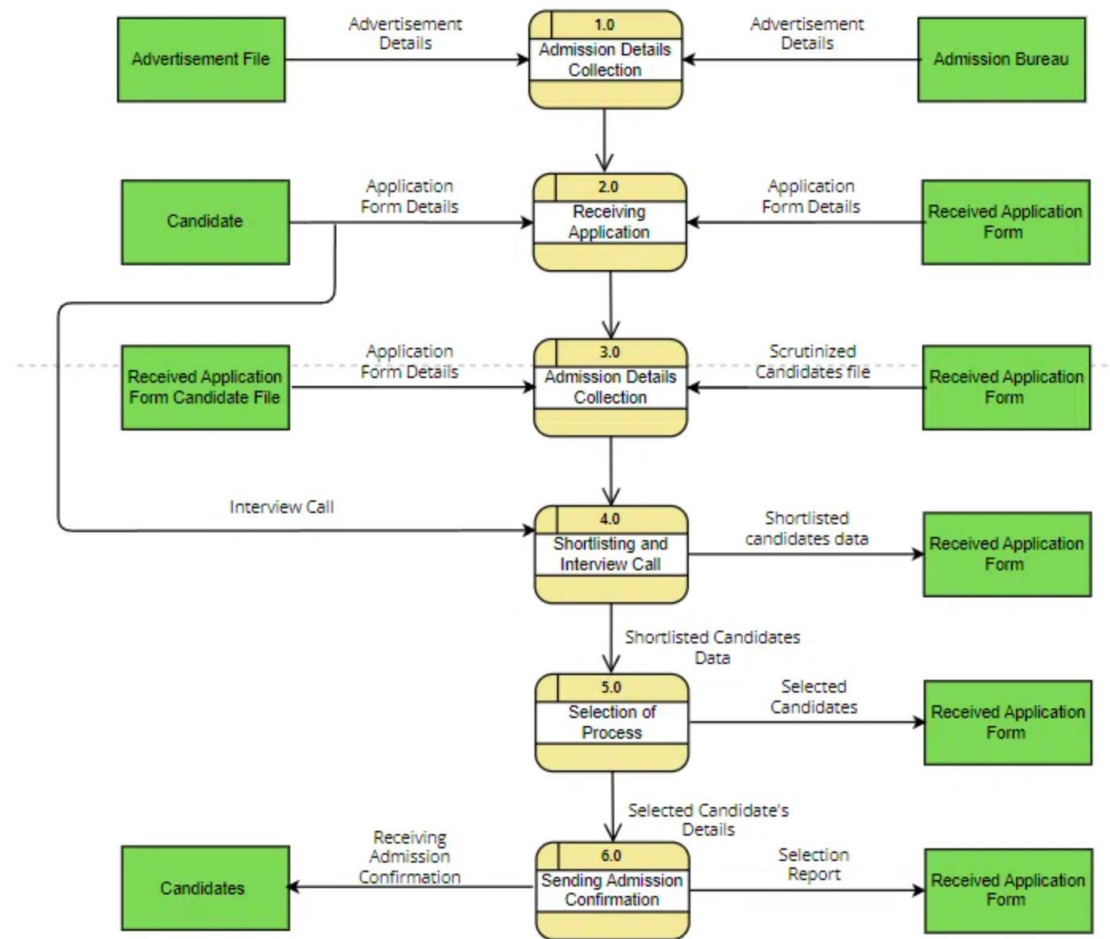 Advertisement File
Advertisement
Details
1.0
Admission Details
Collection
Advertisement
Details
Admission Bureau
Candidate
Application
Form Details
2.0
Receiving
Application
Application
Form Details
Received Application
Form
Received Application
Form Candidate File
Application
Form Details
3.0
Admission Details
Collection
Scrutinized
Candidates file
Received Application
Form
Interview Call
4.0
Shortlisting and
Interview Call
Shortlisted
candidates data
Received Application
Form
Shortlisted Candidates
Data
5.0
Selection of
Process
Selected
Candidates
Received Application
Form
Selected Candidate's
Details
Candidates
Receiving
Admission
Confirmation
6.0
Sending Admission
Confirmation
Selection
Report
Received Application
Form